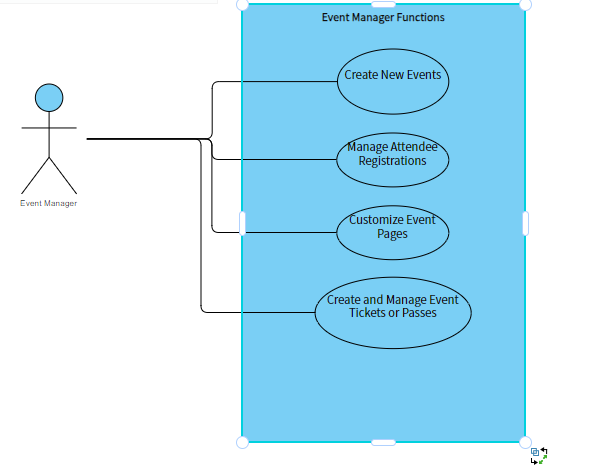 Event Manager Functions
Create New Events
Manage Attendee
Registrations
Customize Event
Pages
Create and Manage Event
Tickets or Passes
Event Manager